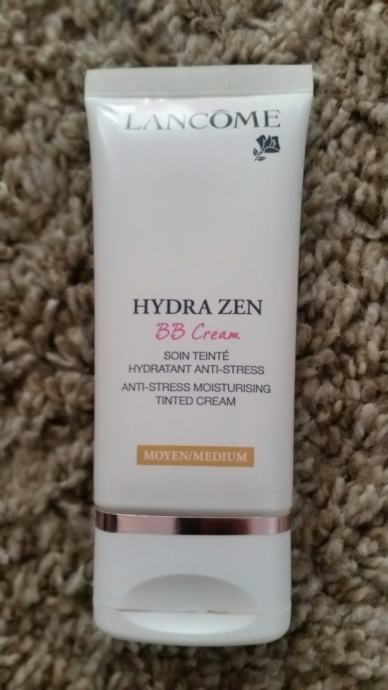 LANCÔME
HYDRA ZEN
BB Cream
SOIN TEINTÉ
HYDRATANT ANTI-STRESS
ANTI-STRESS MOISTURISING
TINTED CREAM
MOYEN/MEDIUM